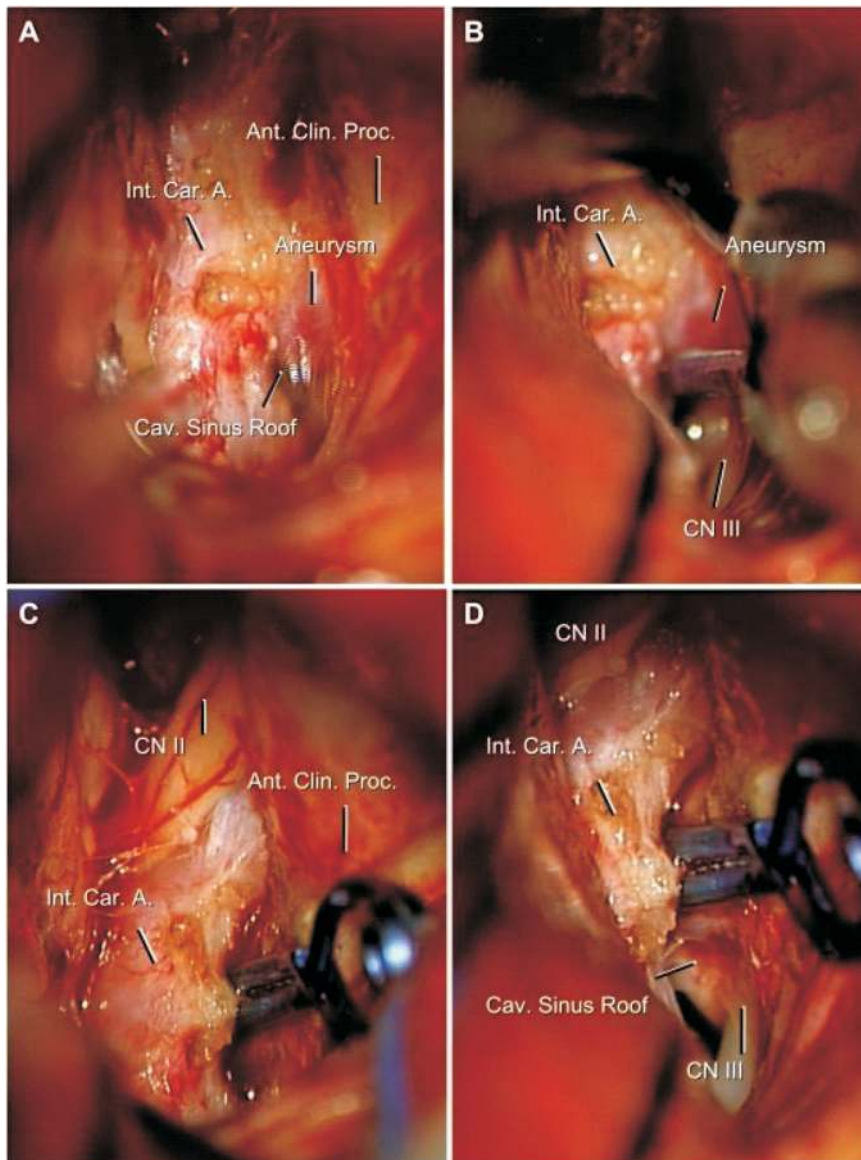 A
Ant. Clin. Proc.
Int. Car. A.
Aneurysm
Cav. Sinus Roof
B
Int. Car. A.
Aneurysm
CN III
C
CN II
Ant. Clin. Proc.
Int. Car. A.
D
CN II
Int. Car. A.
Cav. Sinus Roof
CN III